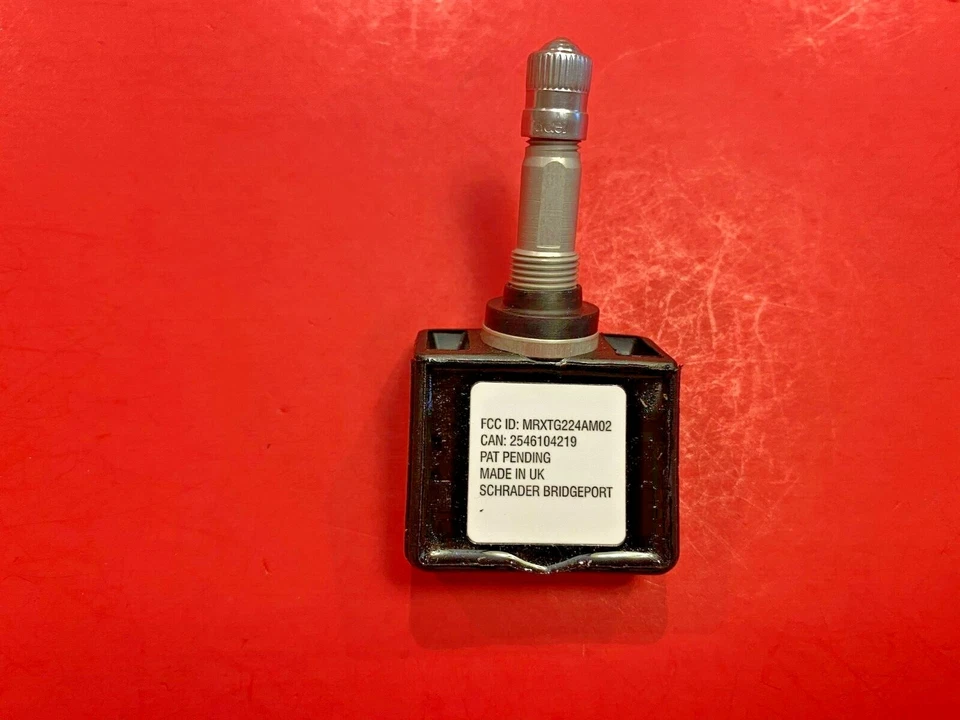 FCC ID: MRXTG224AM02
CAN: 2546104219
PAT PENDING
MADE IN UK
SCHRADER BRIDGEPORT